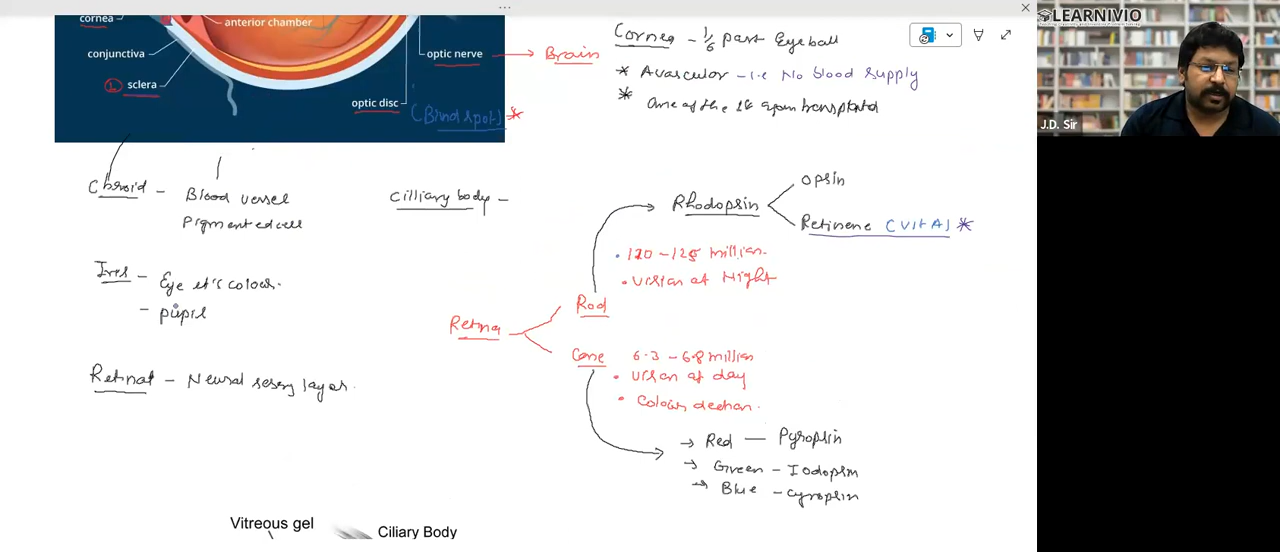 LEARNIVIO
cornea
anterior chamber
conjunctiva
sclera
optic nerve
Brain
optic disc
(Blind spot) *
Cornea - 1/6 part Eyeball
* Avascular - i.e No blood supply
* One of the 1st organ transplanted
J.D. Sir
Choroid - Blood vessel
Pigmented cell
Cilliary body -
Rhodopsin
opsin
Retinene (Vit A) *
Iris - Eye it's colour.
- pupil
Retina
Rod
• 120 - 125 million.
• Vision at Night
Cone
6.3 - 6.8 million
• Vision at day
• Colour
Retinal - Neural sesory layer.
→ Red — Pyropsin
→ Green - Iodopsin
→ Blue - Cyropsin
Vitreous gel
Ciliary Body